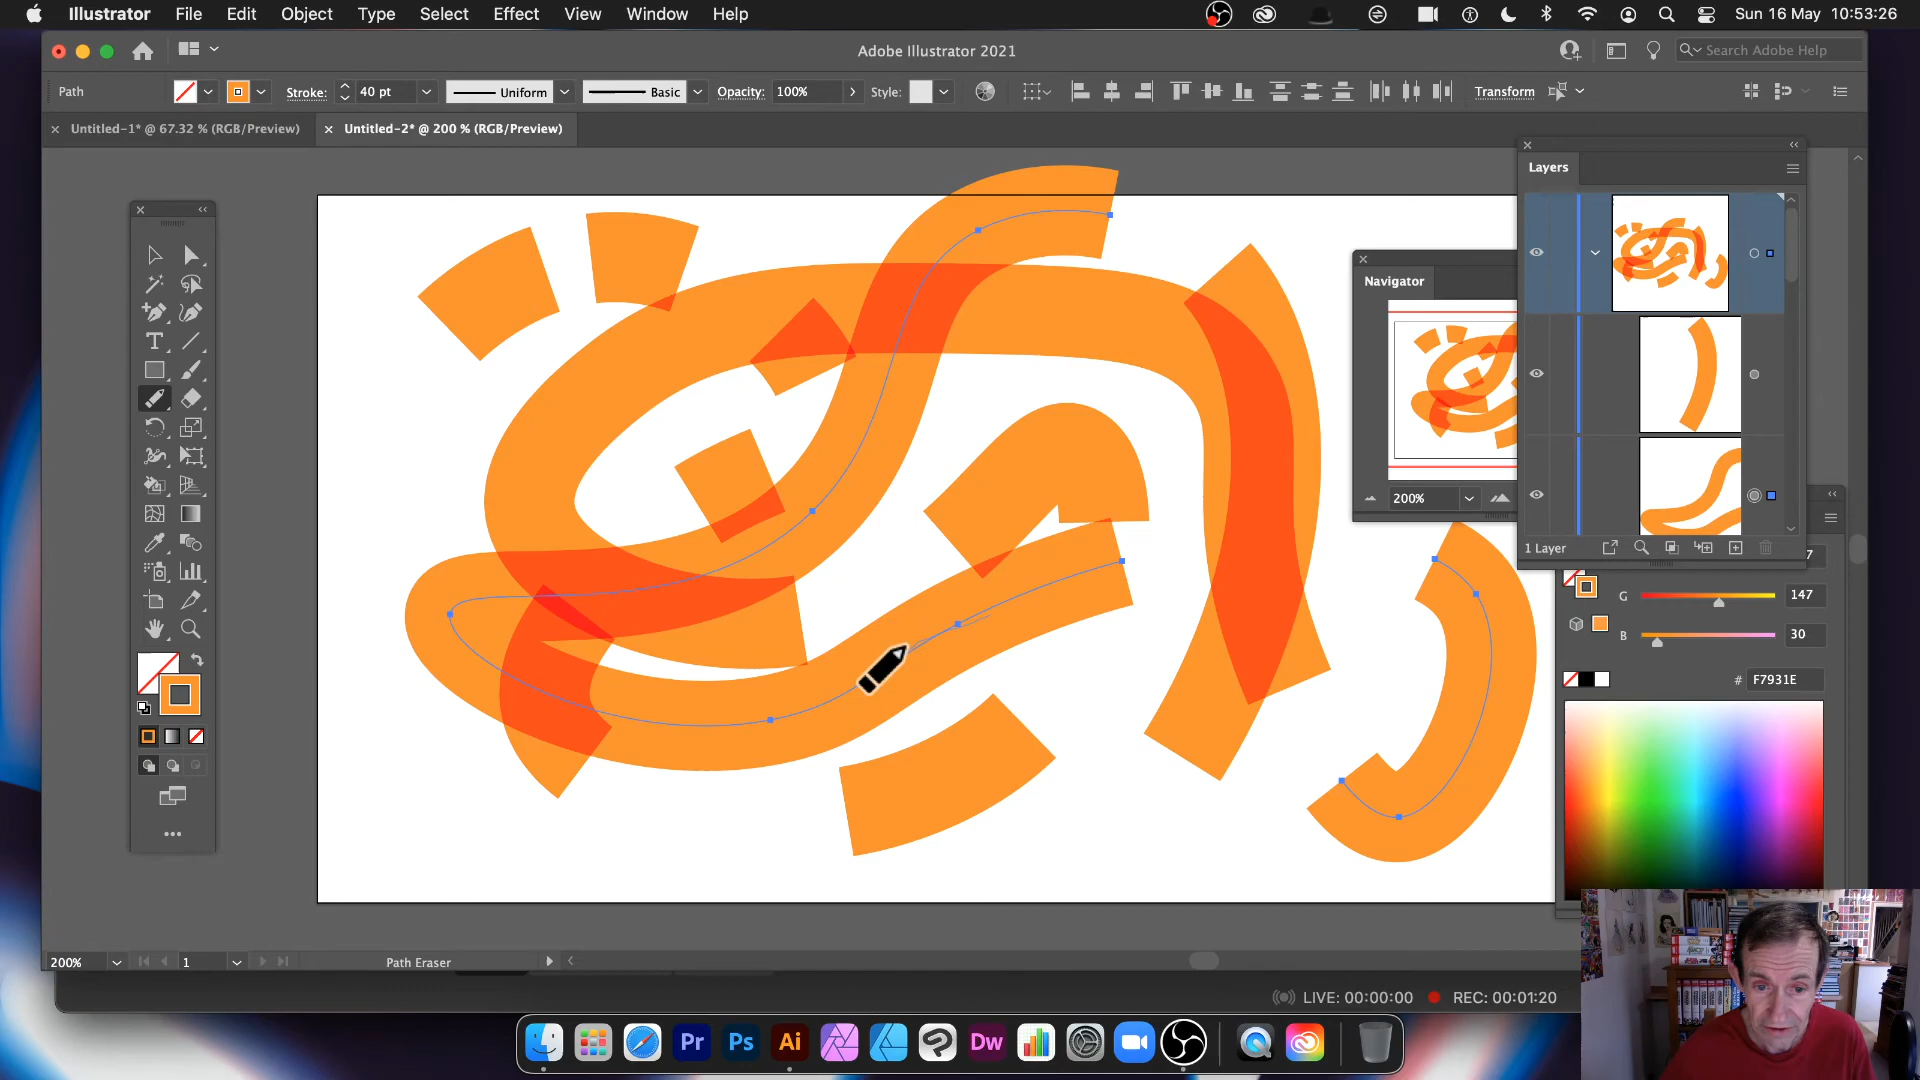 Illustrator File Edit Object Type Select Effect View Window Help Sun 16 May 10:53:26
Adobe Illustrator 2021 Search Adobe Help
Path Stroke: 40 pt Uniform Basic Opacity: 100% Style: Transform
Untitled-1* @ 67.32 % (RGB/Preview) Untitled-2* @ 200 % (RGB/Preview)
Layers
Navigator
200%
1 Layer
7
G 147
B 30
# F7931E
T
200% 1 Path Eraser
LIVE: 00:00:00 REC: 00:01:20
Pr Ps Ai Dw